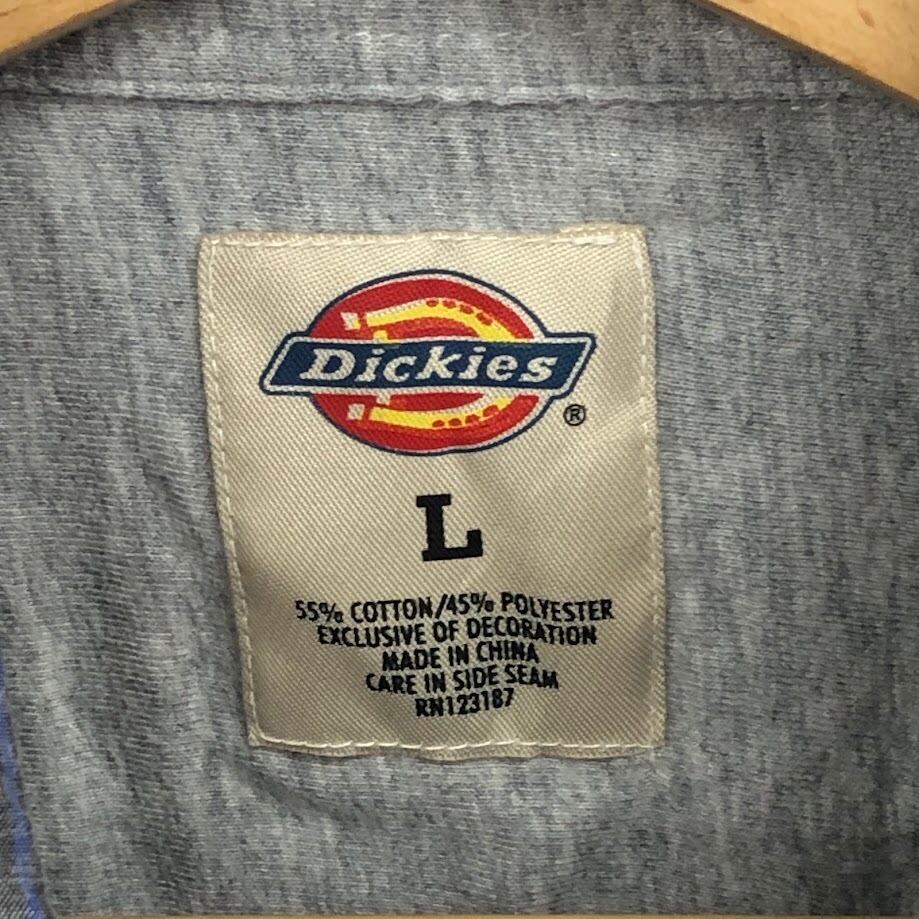 Dickies
®
L
55% COTTON/45% POLYESTER
EXCLUSIVE OF DECORATION
MADE IN CHINA
CARE IN SIDE SEAM
RN123187